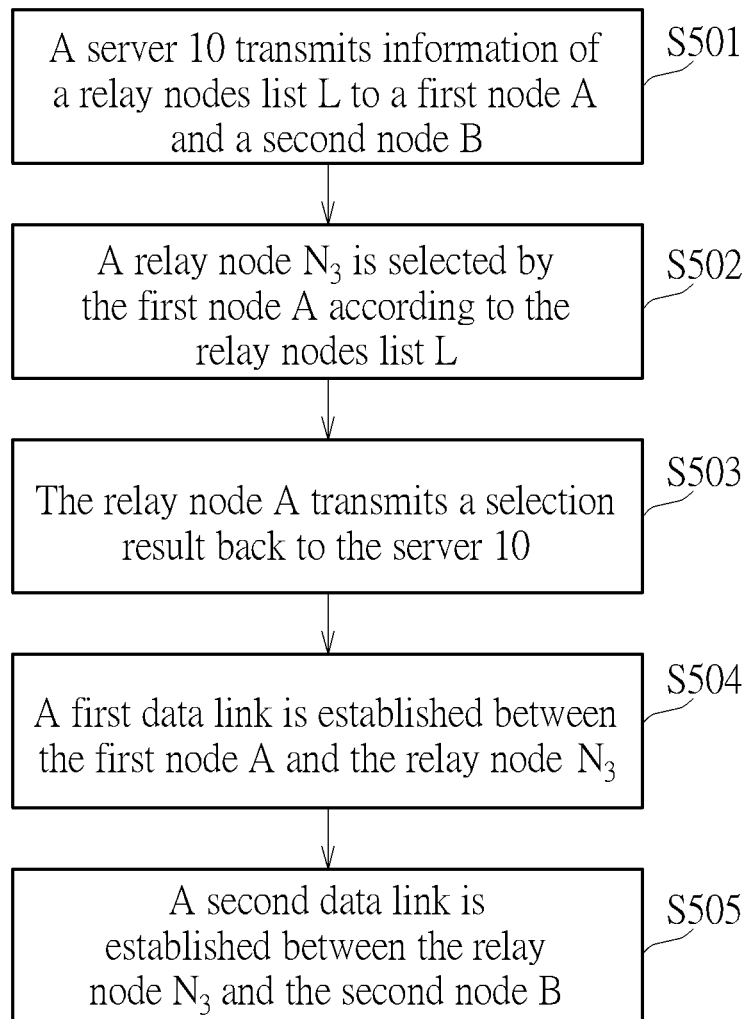 A server 10 transmits information of
a relay nodes list L to a first node A
and a second node B
S501
A relay node N₃ is selected by
the first node A according to the
relay nodes list L
S502
The relay node A transmits a selection
result back to the server 10
S503
A first data link is established between
the first node A and the relay node N₃
S504
A second data link is
established between the relay
node N₃ and the second node B
S505